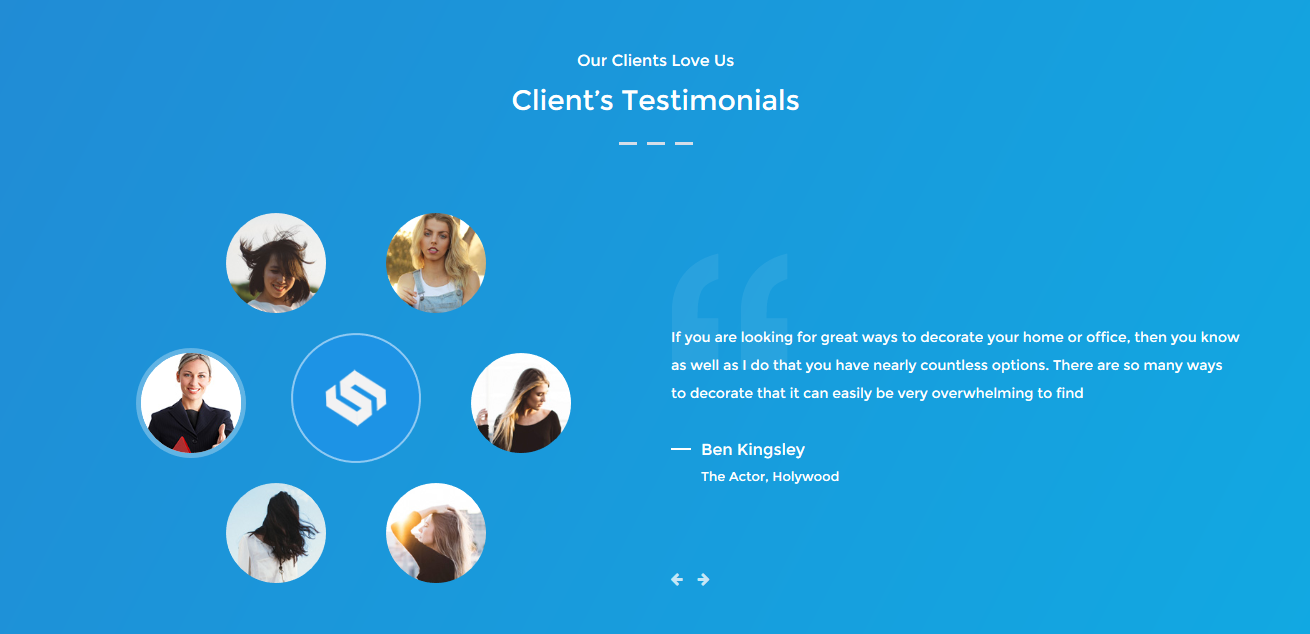 Our Clients Love Us
Client’s Testimonials
If you are looking for great ways to decorate your home or office, then you know
as well as I do that you have nearly countless options. There are so many ways
to decorate that it can easily be very overwhelming to find
Ben Kingsley
The Actor, Holywood